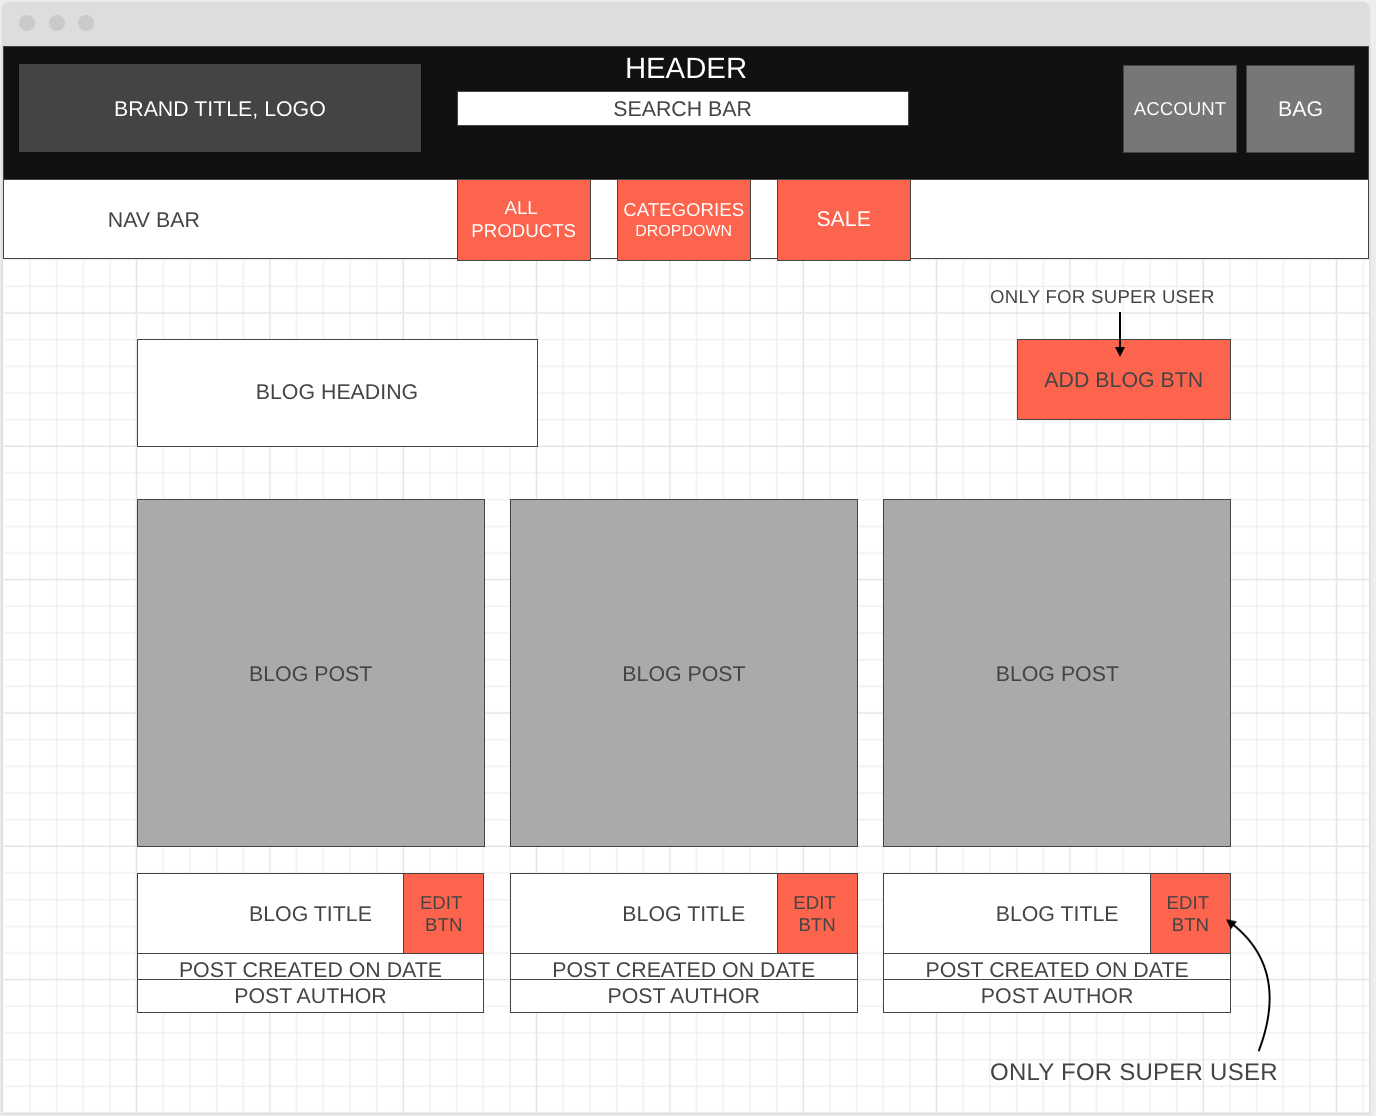 HEADER
BRAND TITLE, LOGO
SEARCH BAR
ACCOUNT
BAG
NAV BAR
ALL
PRODUCTS
CATEGORIES
DROPDOWN
SALE
ONLY FOR SUPER USER
BLOG HEADING
ADD BLOG BTN
BLOG POST
BLOG POST
BLOG POST
BLOG TITLE
EDIT
BTN
POST CREATED ON DATE
POST AUTHOR
BLOG TITLE
EDIT
BTN
POST CREATED ON DATE
POST AUTHOR
BLOG TITLE
EDIT
BTN
POST CREATED ON DATE
POST AUTHOR
ONLY FOR SUPER USER